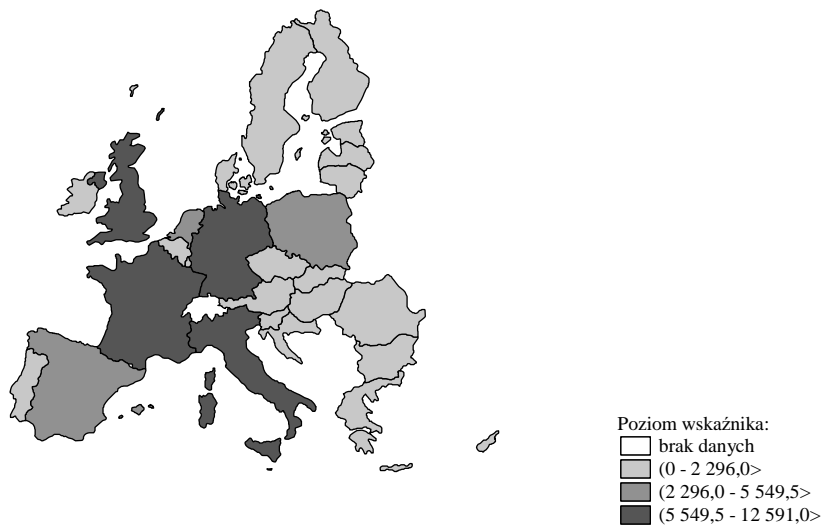 Poziom wskaźnika:
brak danych
(0 - 2 296,0>
(2 296,0 - 5 549,5>
(5 549,5 - 12 591,0>